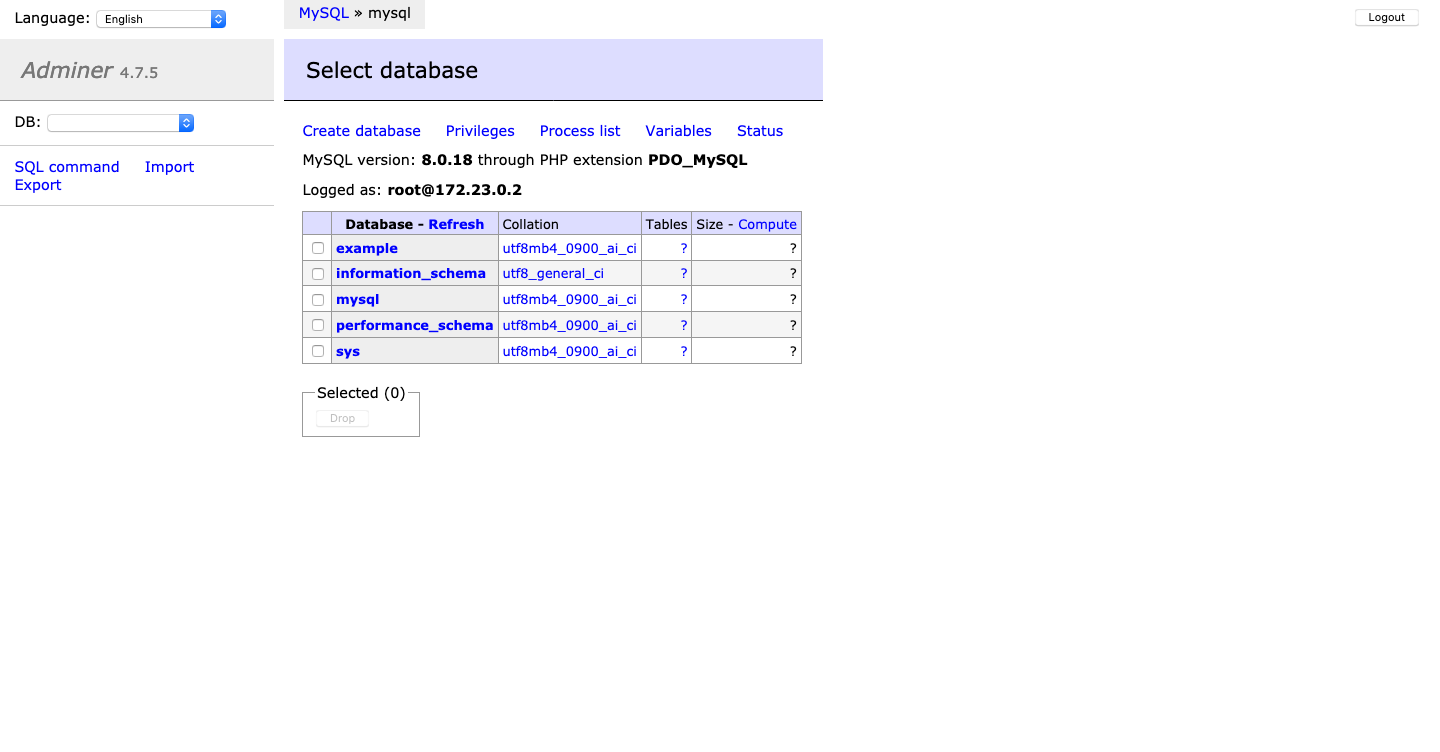 Language: English
MySQL » mysql
Logout
Adminer 4.7.5
Select database
DB:
SQL command Import
Export
Create database Privileges Process list Variables Status
MySQL version: 8.0.18 through PHP extension PDO_MySQL
Logged as: root@172.23.0.2
Database - Refresh Collation Tables Size - Compute
example utf8mb4_0900_ai_ci ? ?
information_schema utf8_general_ci ? ?
mysql utf8mb4_0900_ai_ci ? ?
performance_schema utf8mb4_0900_ai_ci ? ?
sys utf8mb4_0900_ai_ci ? ?
Selected (0)
Drop